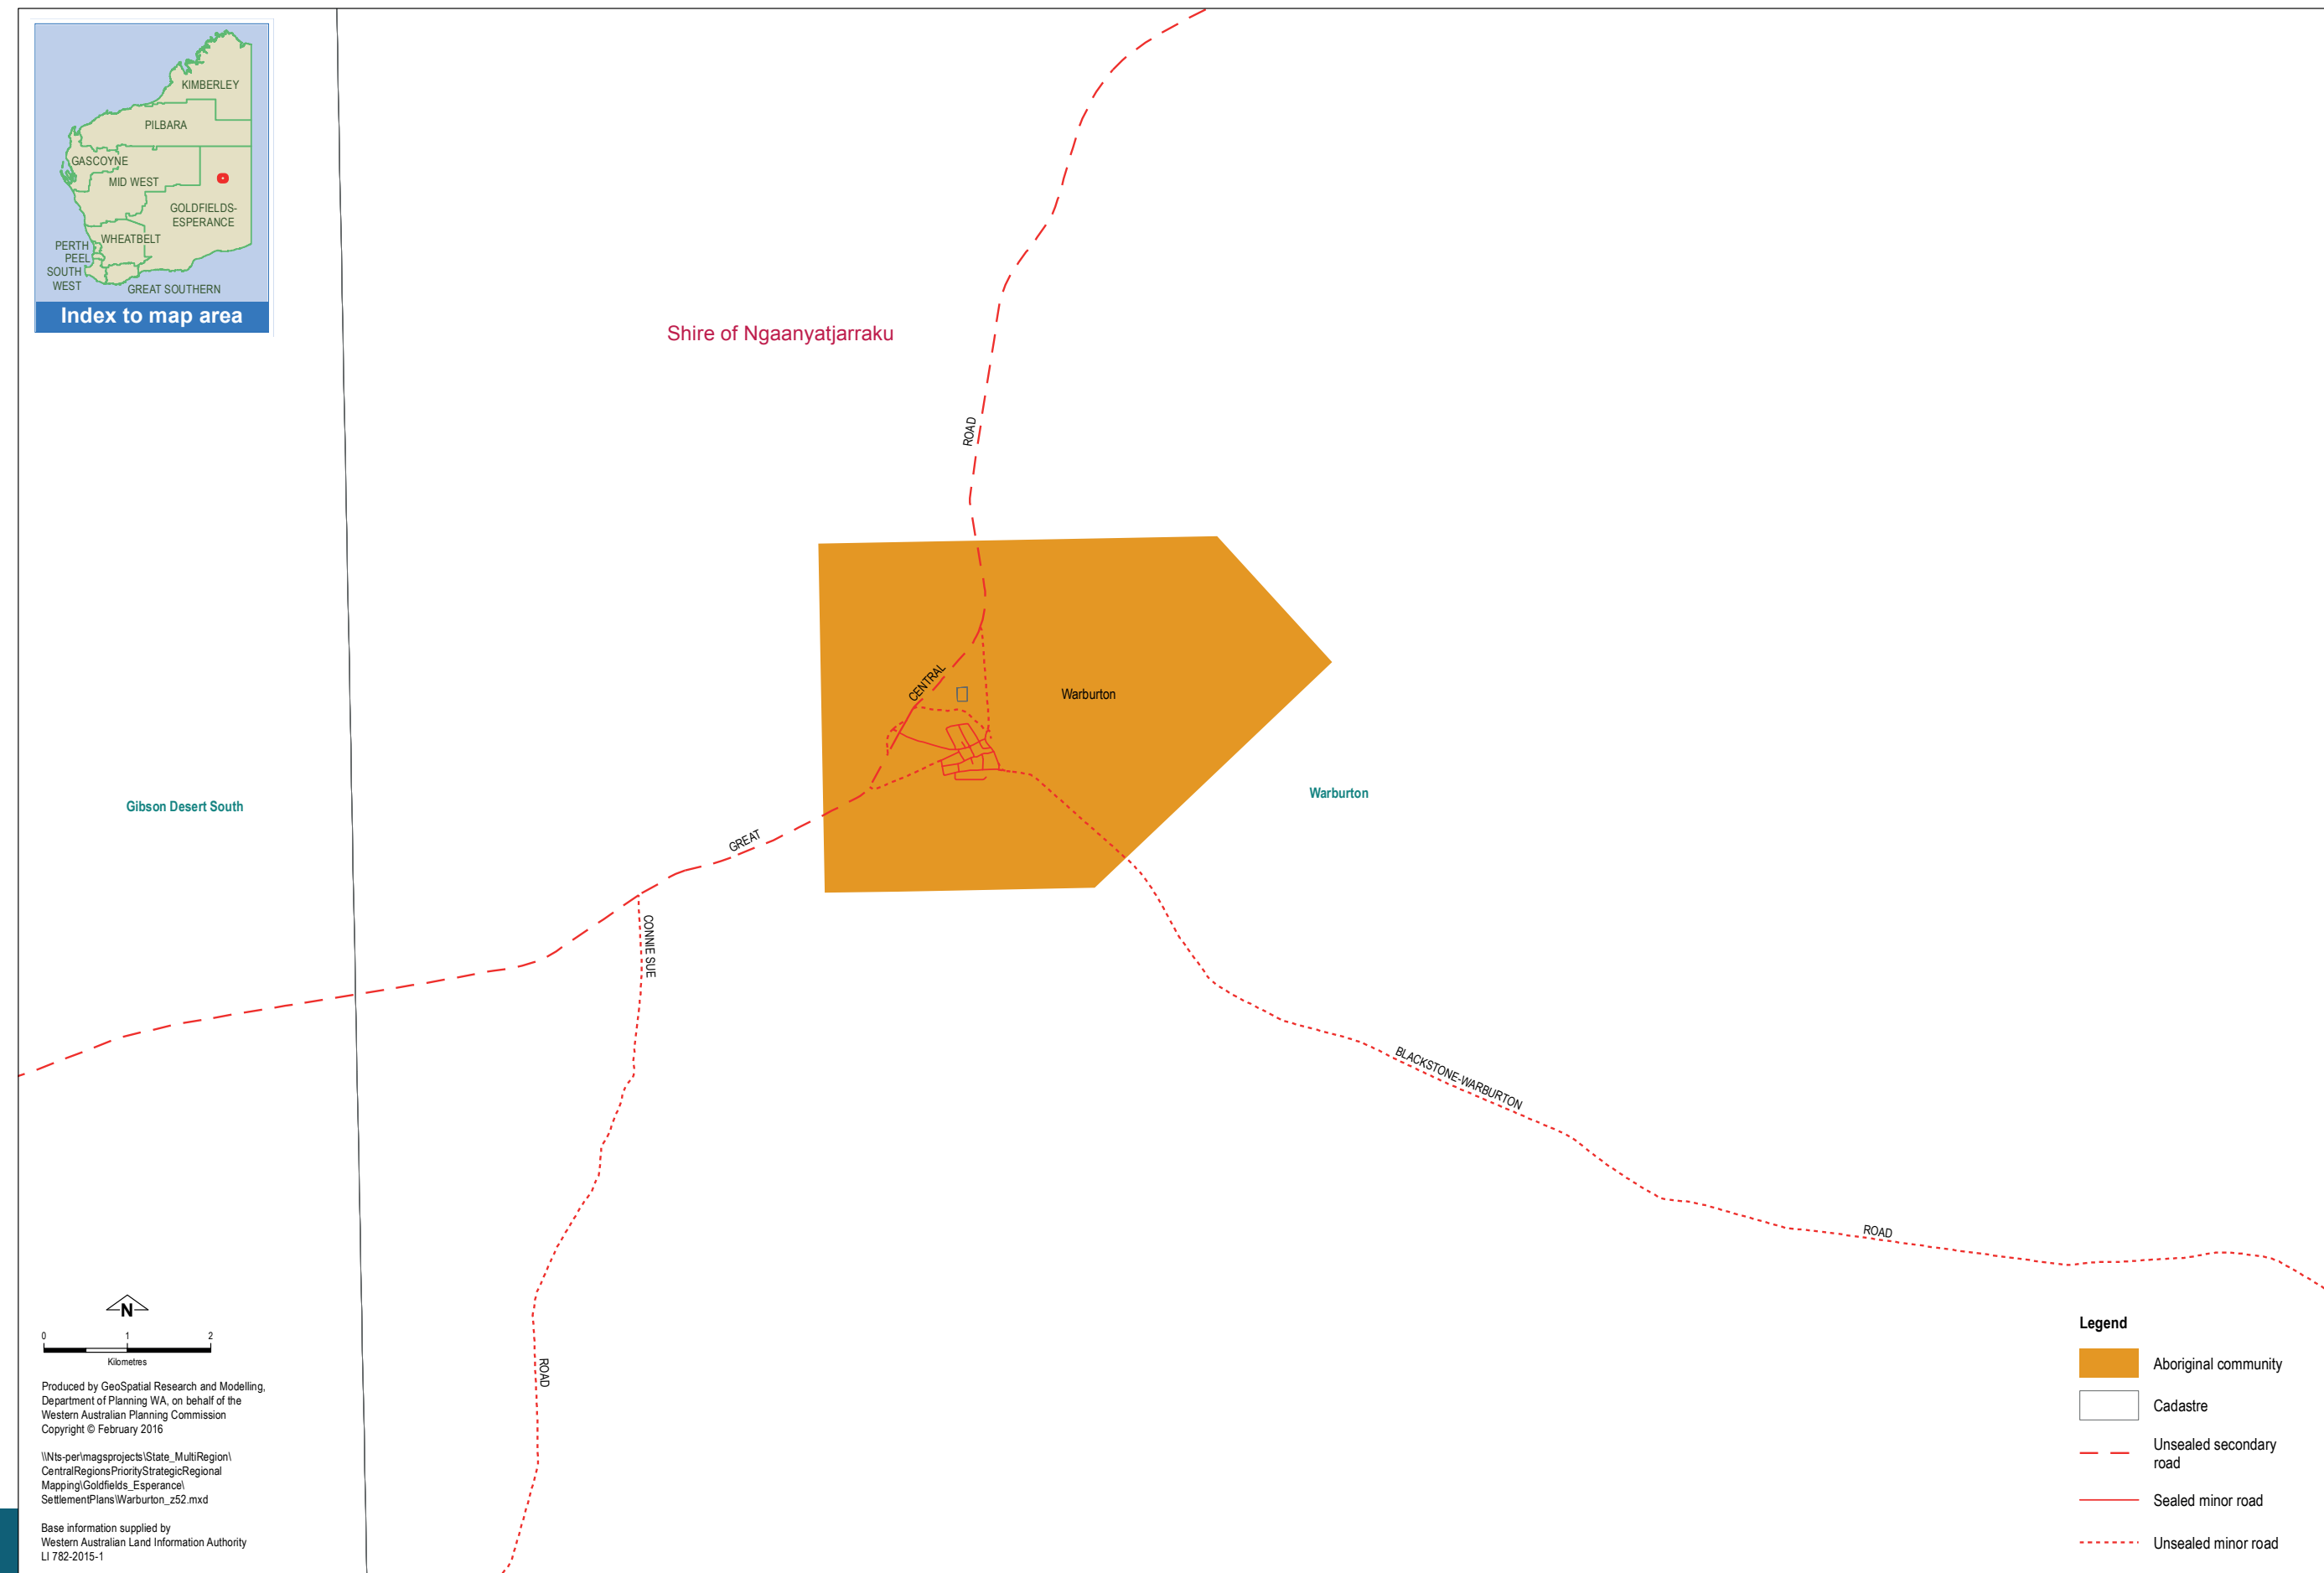 KIMBERLEY
PILBARA
GASCOYNE
MID WEST
GOLDFIELDS-
ESPERANCE
WHEATBELT
PERTH
PEEL
SOUTH
WEST
GREAT SOUTHERN
Index to map area
Shire of Ngaanyatjarraku
ROAD
CENTRAL
Warburton
Gibson Desert South
Warburton
GREAT
CONNIE SUE
BLACKSTONE-WARBURTON
ROAD
ROAD
N
0 1 2
Kilometres
Produced by GeoSpatial Research and Modelling,
Department of Planning WA, on behalf of the
Western Australian Planning Commission
Copyright © February 2016
\\Nts-per\magsprojects\State_MultiRegion\
CentralRegionsPriorityStrategicRegional
Mapping\Goldfields_Esperance\
SettlementPlans\Warburton_z52.mxd
Base information supplied by
Western Australian Land Information Authority
LI 782-2015-1
Legend
Aboriginal community
Cadastre
Unsealed secondary
road
Sealed minor road
Unsealed minor road